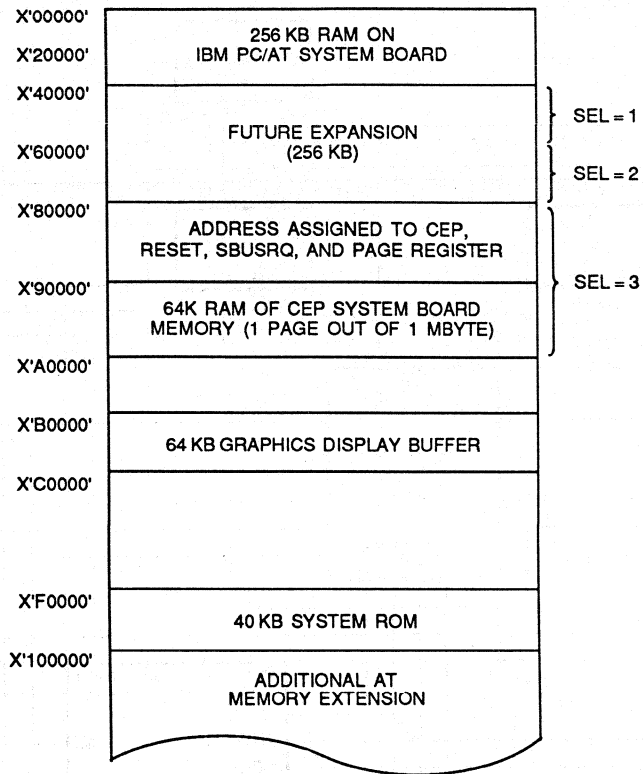 X'00000'
256 KB RAM ON
X'20000'
IBM PC/AT SYSTEM BOARD
X'40000'
SEL = 1
FUTURE EXPANSION
X'60000'
(256 KB)
SEL = 2
X'80000'
ADDRESS ASSIGNED TO CEP,
RESET, SBUSRQ, AND PAGE REGISTER
SEL = 3
X'90000'
64K RAM OF CEP SYSTEM BOARD
MEMORY (1 PAGE OUT OF 1 MBYTE)
X'A0000'
X'B0000'
64 KB GRAPHICS DISPLAY BUFFER
X'C0000'
X'F0000'
40 KB SYSTEM ROM
X'100000'
ADDITIONAL AT
MEMORY EXTENSION